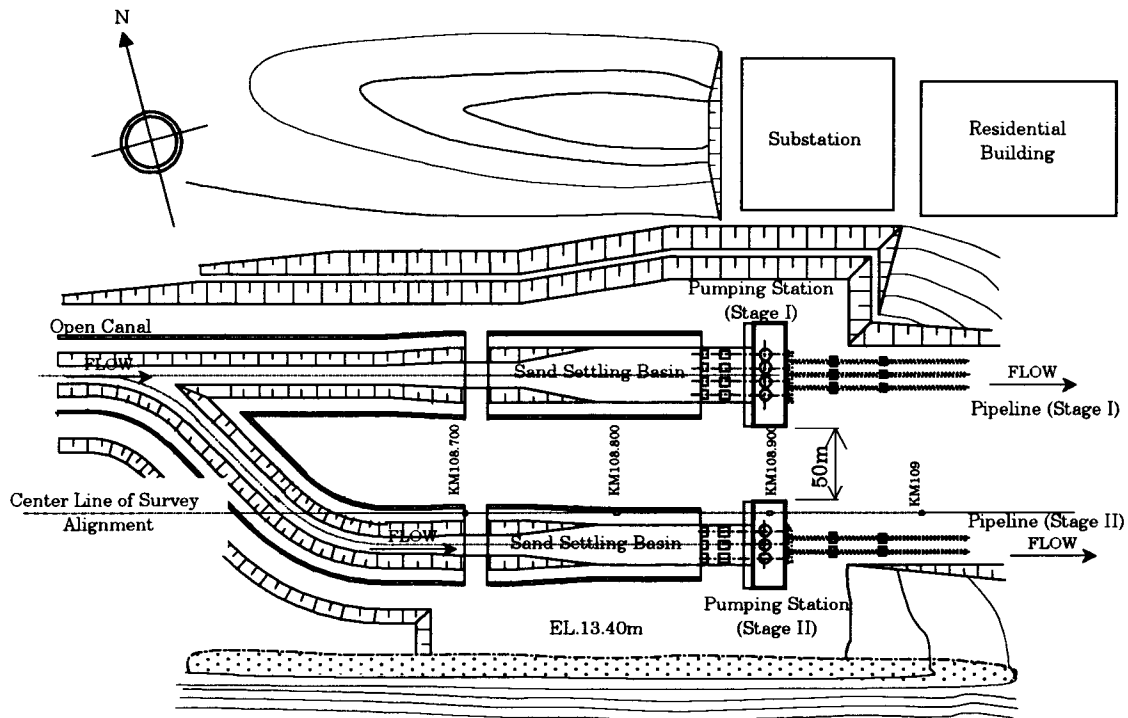 N
Substation
Residential
Building
Pumping Station
(Stage I)
Open Canal
FLOW
Sand Settling Basin
FLOW
Pipeline (Stage I)
KM108.700
KM108.800
KM108.900
50m
KM109
Center Line of Survey
Alignment
FLOW
Sand Settling Basin
Pipeline (Stage II)
FLOW
Pumping Station
(Stage II)
EL.13.40m